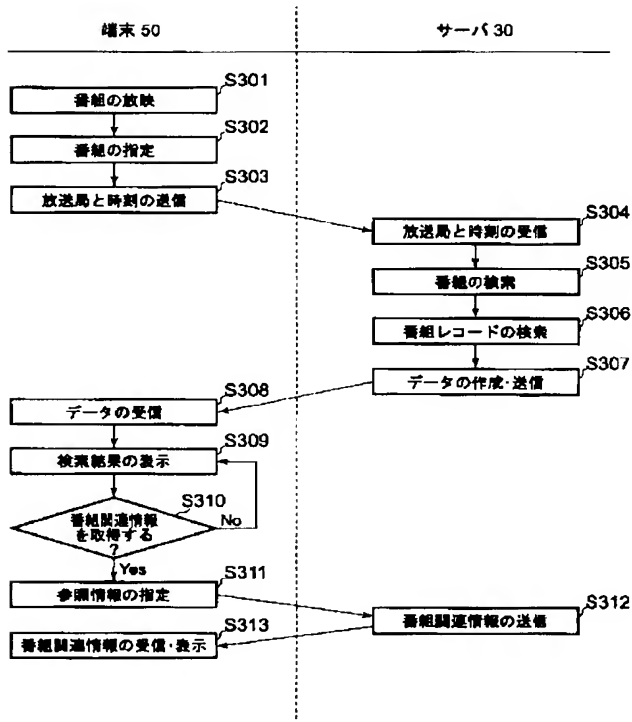 端末 50
サーバ 30
S301
番組の放映
S302
番組の指定
S303
放送局と時刻の送信
S304
放送局と時刻の受信
S305
番組の検索
S306
番組レコードの検索
S307
データの作成・送信
S308
データの受信
S309
検索結果の表示
S310
番組関連情報
を取得する
?
No
Yes
S311
参照情報の指定
S312
番組関連情報の送信
S313
番組関連情報の受信・表示